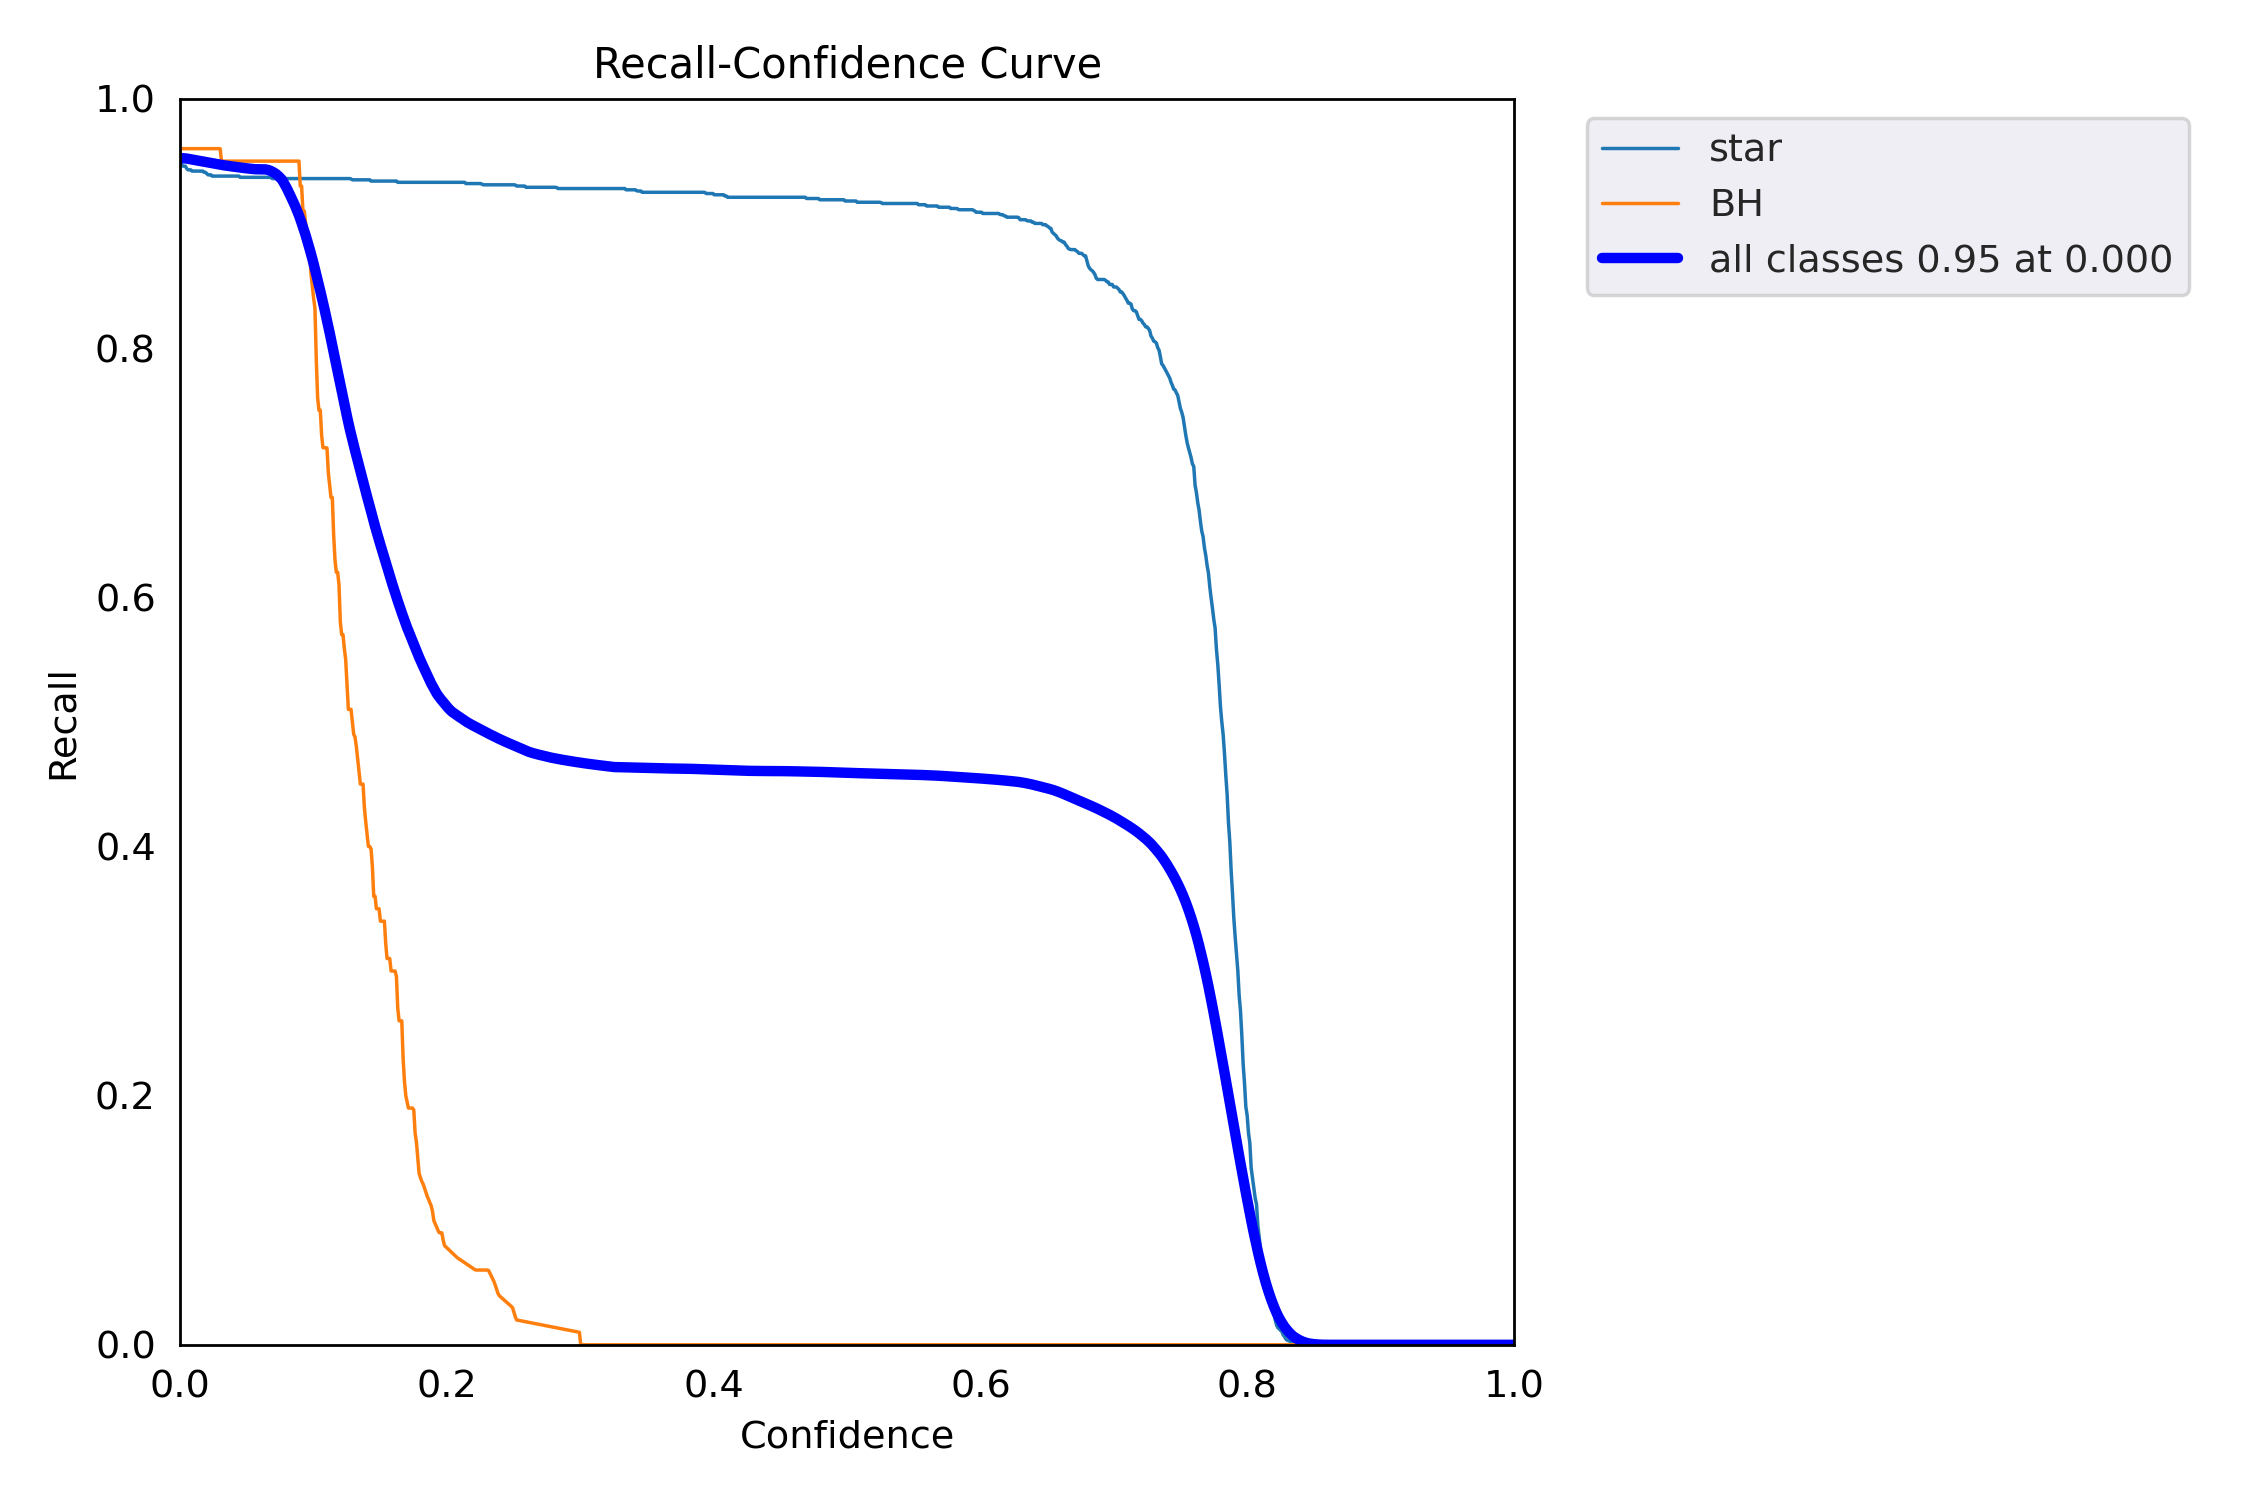 Recall-Confidence Curve
1.0
0.8
0.6
0.4
0.2
0.0
Recall
0.0 0.2 0.4 0.6 0.8 1.0
Confidence
star
BH
all classes 0.95 at 0.000